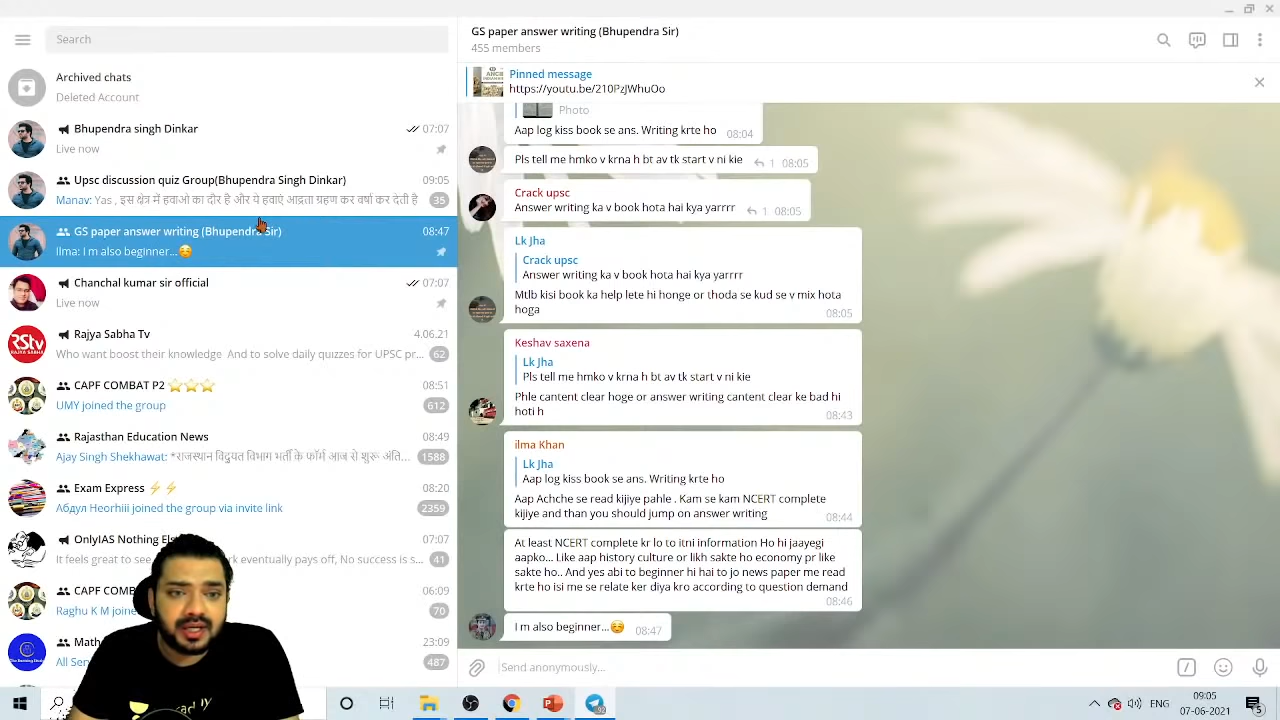 Search
Archived chats
Deleted Account
Bhupendra singh Dinkar
07:07
Live now
Upc discussion quiz Group(Bhupendra Singh Dinkar)
09:05
Manav: Yas , इस क्षेत्र में हवाओ का दौर है और ये हवाएं आद्रता ग्रहण कर वर्षा कर देती है
35
GS paper answer writing (Bhupendra Sir)
08:47
Ilma: I m also beginner...☺️
Chanchal kumar sir official
07:07
Live now
Rajya Sabha Tv
4.06.21
Who want boost their knowledge And to solve daily quizzes for UPSC pr...
62
CAPF COMBAT P2 ⭐⭐⭐
08:51
UMY joined the group
612
Rajasthan Education News
08:49
Ajay Singh Shekhawat: *राजस्थान विद्युत विभाग भर्ती के फॉर्म आज से शुरू अंति...
1588
Exam Express ⚡⚡
08:20
Абдул Heorhiii joined the group via invite link
2359
OnlyIAS Nothing Els
07:07
It feels great to see
rk eventually pays off, No success is s...
41
CAPF COMB
06:09
Raghu K M joine
70
Math
23:09
All Ser
487
RSTV
GS paper answer writing (Bhupendra Sir)
455 members
Pinned message
https://youtu.be/210PzJWhuOo
Photo
Aap log kiss book se ans. Writing krte ho 08:04
Pls tell me hmko v krna h bt av tk start v ni kie 1 08:05
Crack upsc
Answer writing ka v book hota hai kya yarrrr 1 08:05
Lk Jha
Crack upsc
Answer writing ka v book hota hai kya yarrrr
Mtlb kisi book ka help lete hi honge or thoda se kud se v mix hota
hoga
08:05
Keshav saxena
Lk Jha
Pls tell me hmko v krna h bt av tk start v ni kie
Phle cantent clear hoge or answer writing cantent clear ke bad hi
hoti h
08:43
ilma Khan
Lk Jha
Aap log kiss book se ans. Writing krte ho
Aap Achche se read kijiye pahle . Kam se kam NCERT complete
kijiye and than you should jump on answer writing
08:44
At least NCERT complete kr lo to itni information Ho hi jaayegi
aapko... Like aap history culture or likh sakte ho economy pr like
sakte ho.. And yes abi to beginner hi hai to jo news paper me read
krte ho isi me se relate ker diya kro according to question demand
08:46
I m also beginner...☺️ 08:47
Send anonymously...
ENG
09:05
07-06-2021
5